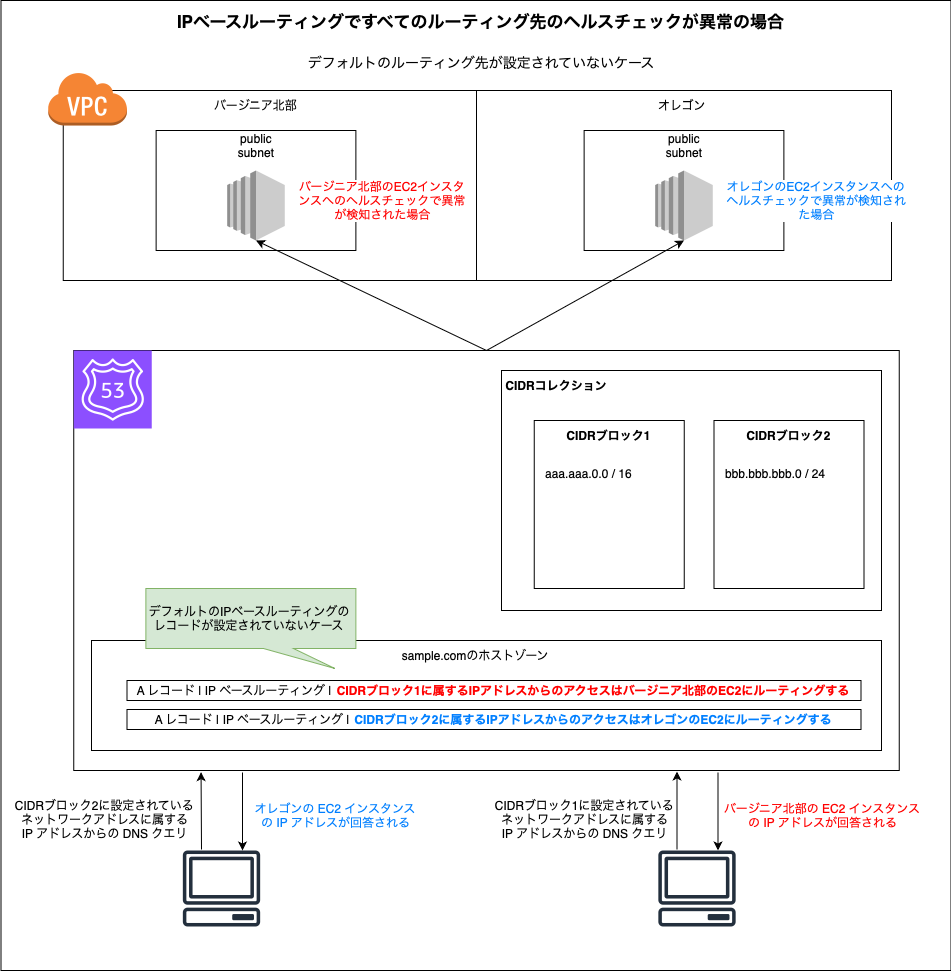 IPベースルーティングですべてのルーティング先のヘルスチェックが異常の場合
デフォルトのルーティング先が設定されていないケース
VPC
バージニア北部
オレゴン
public
subnet
バージニア北部のEC2インスタ
ンスへのヘルスチェックで異常
が検知された場合
public
subnet
オレゴンのEC2インスタンスへの
ヘルスチェックで異常が検知され
た場合
53
CIDRコレクション
CIDRブロック1
aaa.aaa.0.0 / 16
CIDRブロック2
bbb.bbb.bbb.0 / 24
デフォルトのIPベースルーティングの
レコードが設定されていないケース
sample.comのホストゾーン
A レコード | IP ベースルーティング | CIDRブロック1に属するIPアドレスからのアクセスはバージニア北部のEC2にルーティングする
A レコード | IP ベースルーティング | CIDRブロック2に属するIPアドレスからのアクセスはオレゴンのEC2にルーティングする
CIDRブロック2に設定されている
ネットワークアドレスに属する
IP アドレスからの DNS クエリ
オレゴンの EC2 インスタンス
の IP アドレスが回答される
CIDRブロック1に設定されている
ネットワークアドレスに属する
IP アドレスからの DNS クエリ
バージニア北部の EC2 インスタンス
の IP アドレスが回答される